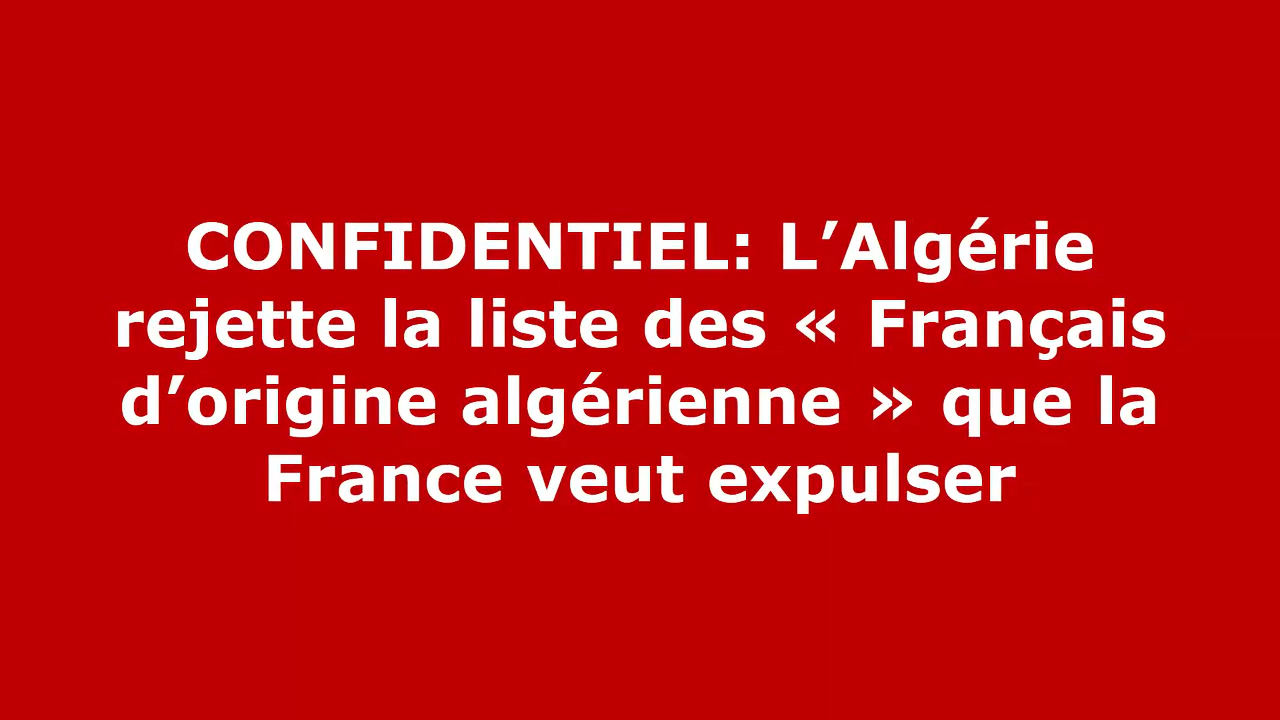 CONFIDENTIEL: L’Algérie
rejette la liste des « Français
d’origine algérienne » que la
France veut expulser